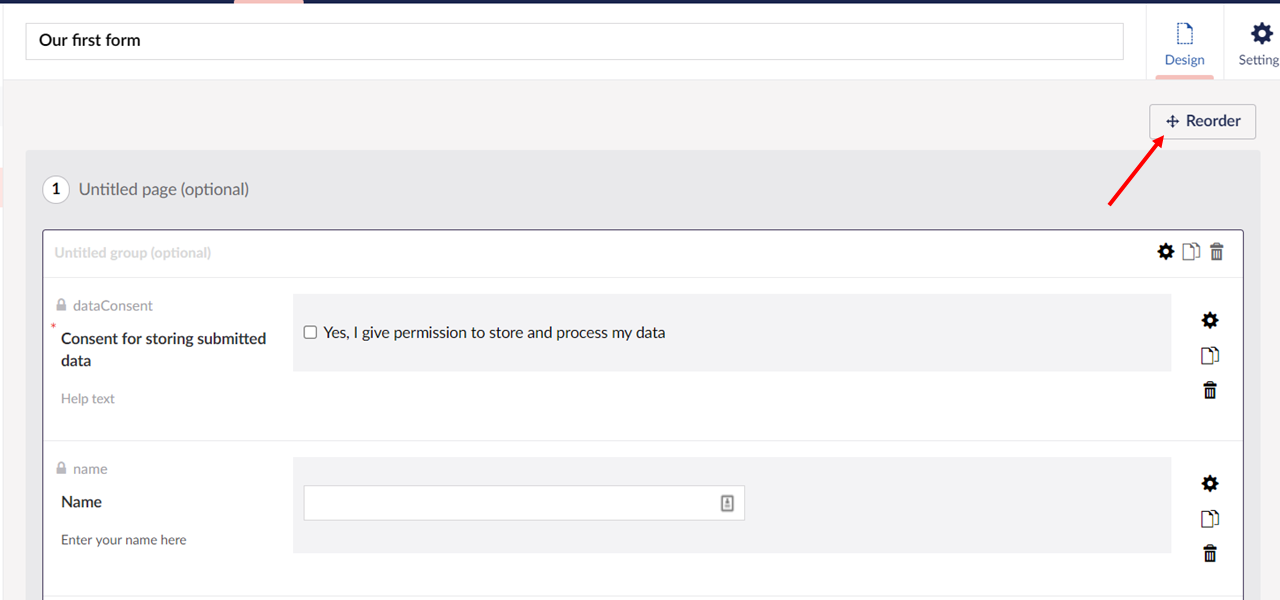 Our first form
Design
Setting
Reorder
1 Untitled page (optional)
Untitled group (optional)
dataConsent
* Consent for storing submitted
data
Yes, I give permission to store and process my data
Help text
name
Name
Enter your name here